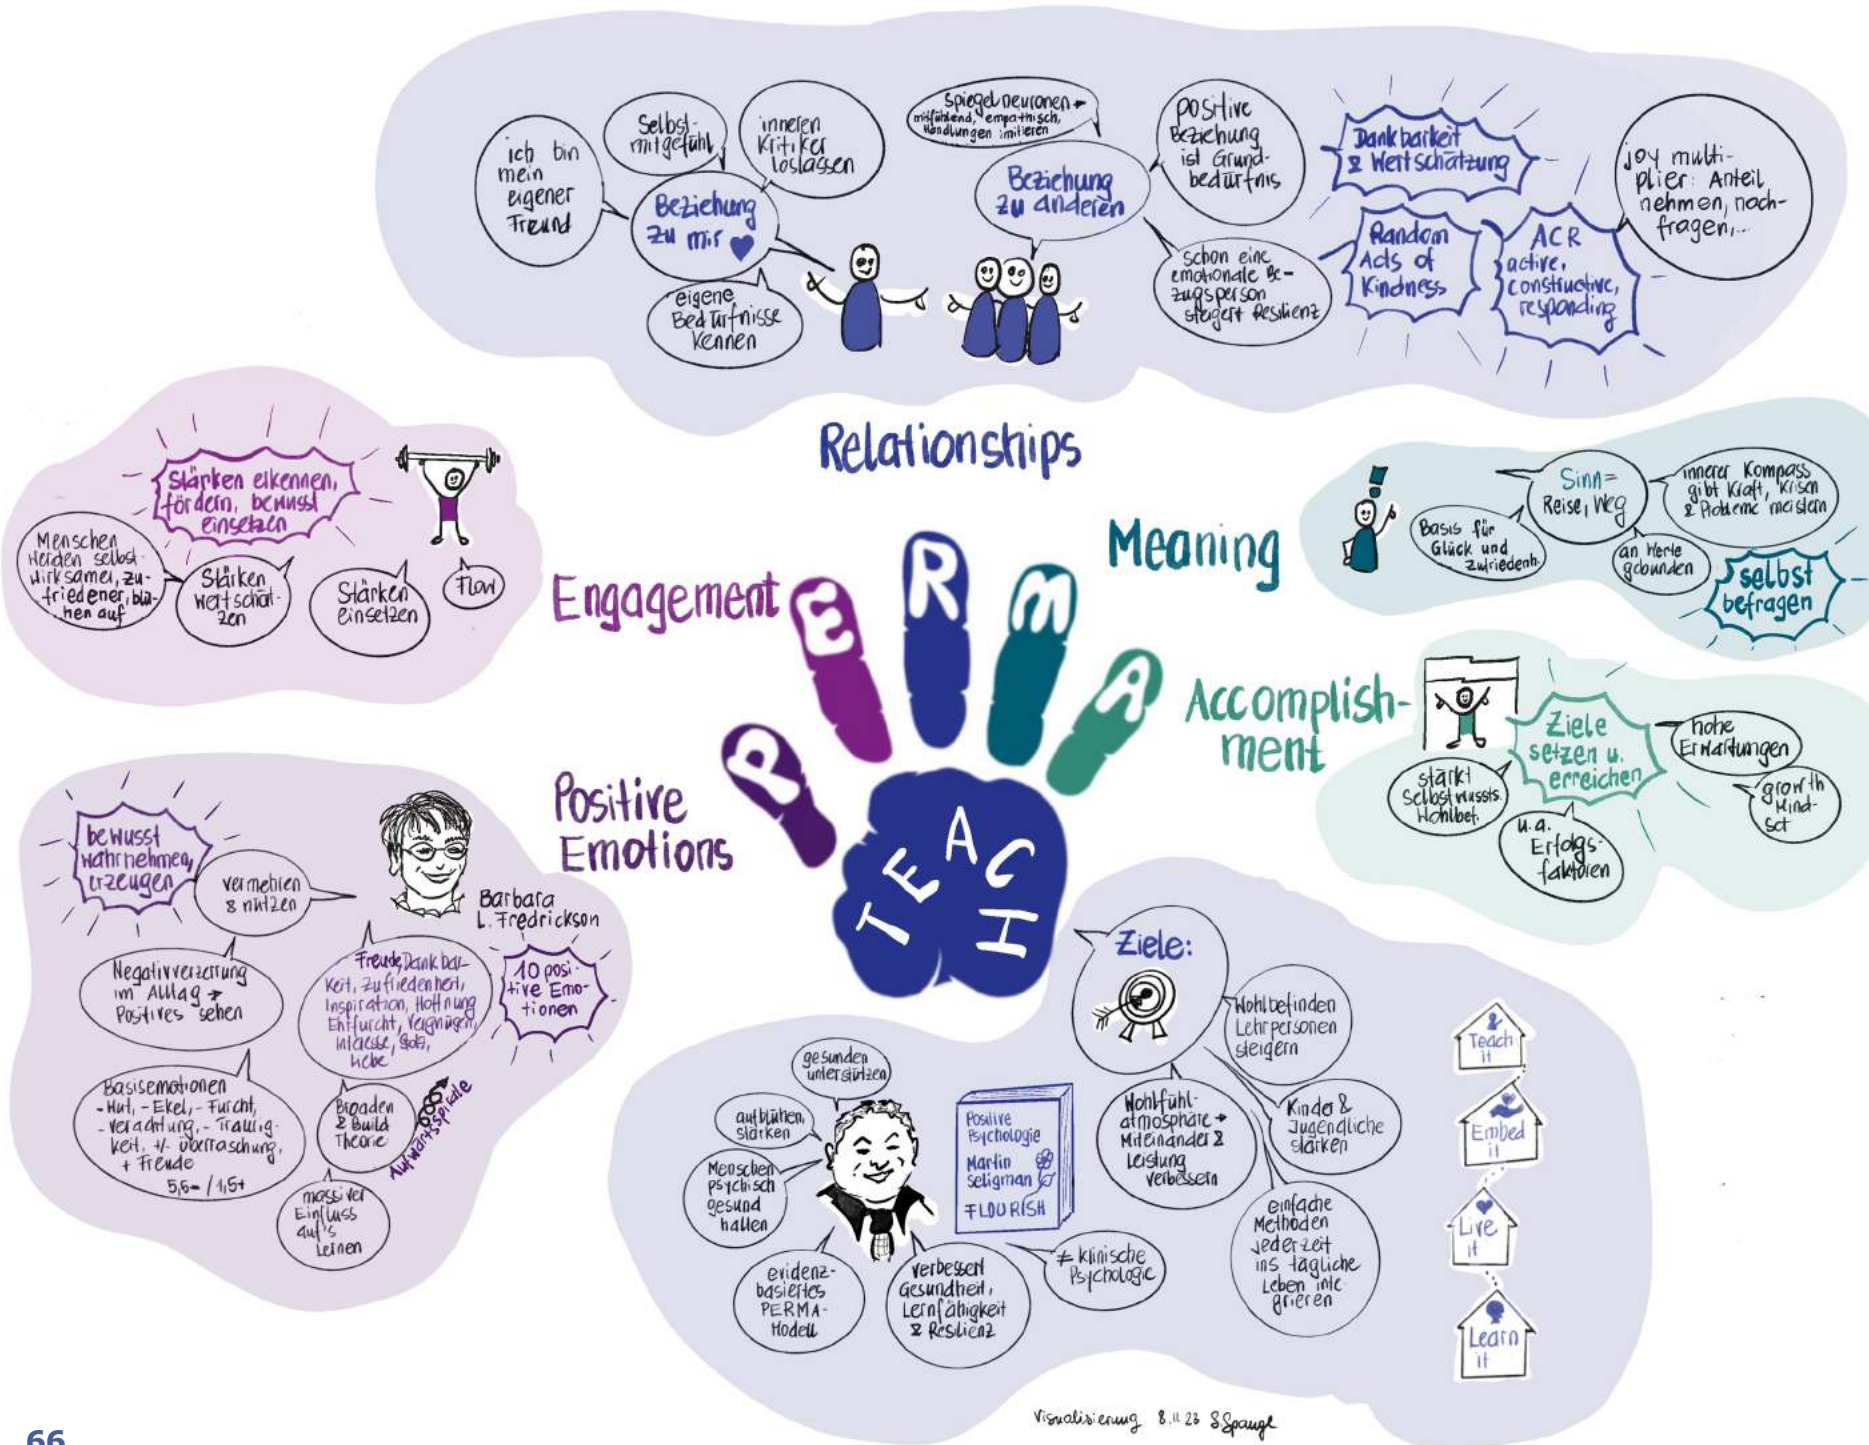 ich bin
mein
eigener
Freund
Selbst-
mitgefühl
inneren
Kritiker
loslassen
Beziehung
zu mir
eigene
Bedürfnisse
kennen
Spiegelneuronen →
mitfühlend, empathisch,
Handlungen imitieren
Beziehung
zu anderen
positive
Beziehung
ist Grund-
bedürfnis
schon eine
emotionale Be-
zugsperson
steigert Resilienz
Dankbarkeit
& Wertschätzung
Random
Acts of
Kindness
ACR
active,
constructive,
responding
joy multi-
plier: Anteil
nehmen, nach-
fragen,...
Relationships
Stärken erkennen,
fördern, bewusst
einsetzen
Menschen
werden selbst-
wirksamer, zu-
friedener, blü-
hen auf
Stärken
wertschät-
zen
Stärken
einsetzen
Flow
Engagement
Meaning
Sinn =
Reise, Weg
innerer Kompass
gibt Kraft, Krisen
& Probleme meistern
Basis für
Glück und
Zufriedenh.
an Werte
gebunden
selbst
befragen
Accomplish-
ment
Ziele
setzen u.
erreichen
hohe
Erwartungen
growth
Mind-
set
stärkt
Selbstwussts.
Wohlbef.
u.a.
Erfolgs-
faktoren
P E R M A
TEACH
Positive
Emotions
bewusst
wahrnehmen,
erzeugen
vermehren
& nützen
Barbara
L. Fredrickson
Negativverzerrung
im Alltag →
Positives sehen
Freude, Dankbar-
keit, Zufriedenheit,
Inspiration, Hoffnung
Ehrfurcht, Vergnügen,
Interesse, Stolz,
Liebe
10 posi-
tive Emo-
tionen
Basisemotionen
- Wut, - Ekel, - Furcht,
- Verachtung, - Traurig-
keit, +/- Überraschung,
+ Freude
5,5- / 1,5+
Broaden
& Build
Theorie
Aufwärtsspirale
massiver
Einfluss
auf's
Lernen
Ziele:
Wohlbefinden
Lehrpersonen
steigern
Kinder &
Jugendliche
stärken
Wohlfühl-
atmosphäre →
Miteinander &
Leistung
verbessern
einfache
Methoden
jederzeit
ins tägliche
Leben inte-
grieren
gesunden
unterstützen
aufblühen,
stärken
Menschen
psychisch
gesund
halten
evidenz-
basiertes
PERMA-
Modell
verbessert
Gesundheit,
Lernfähigkeit
& Resilienz
Positive
Psychologie
Martin
Seligman
FLOURISH
≠ klinische
Psychologie
Teach
it
Embed
it
Live
it
Learn
it
Visualisierung 8.11.23 S.Spangl
66